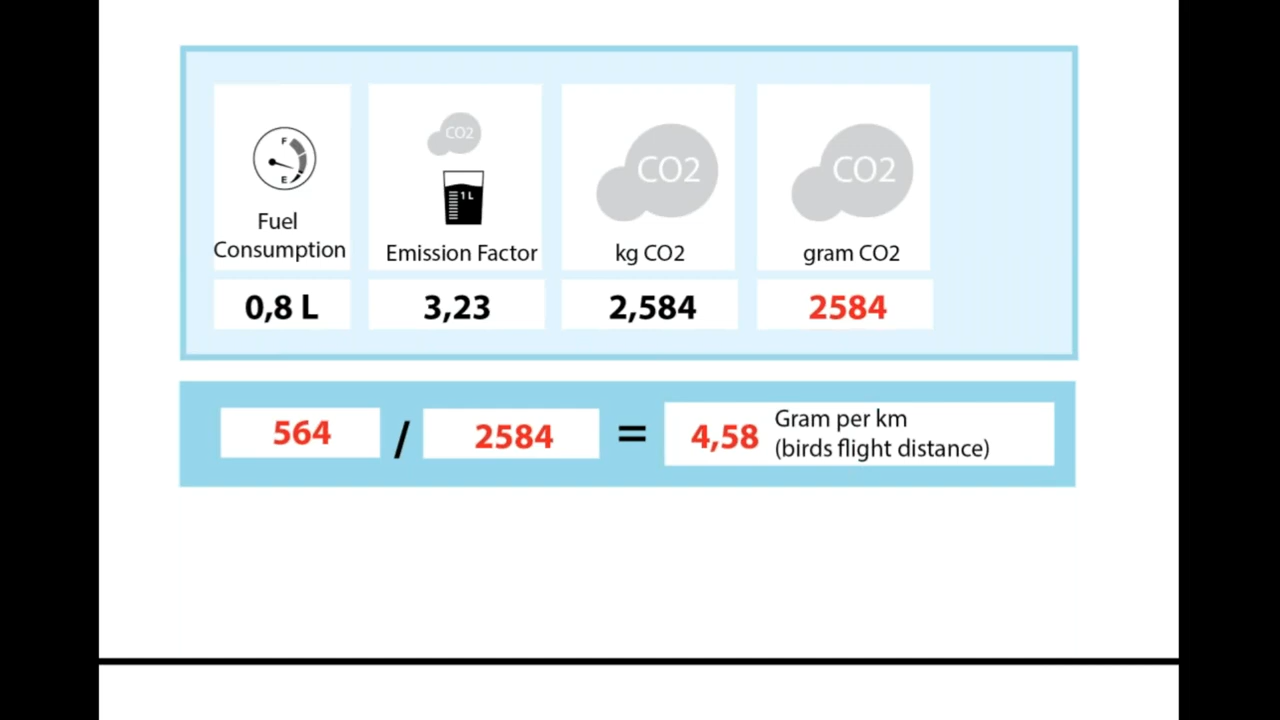 F
E
Fuel
Consumption
0,8 L
CO2
1 L
Emission Factor
3,23
CO2
kg CO2
2,584
CO2
gram CO2
2584
564 / 2584 = 4,58 Gram per km
(birds flight distance)